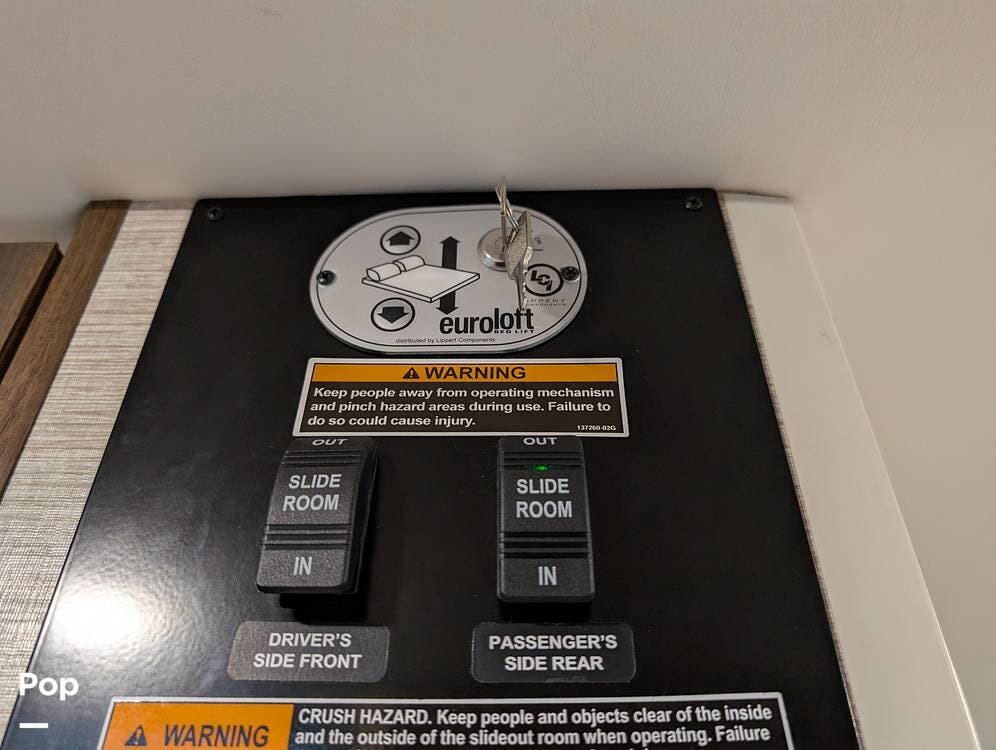 LCI
LIPPERT
COMPONENTS
euroloft
BED LIFT
distributed by Lippert Components
WARNING
Keep people away from operating mechanism
and pinch hazard areas during use. Failure to
do so could cause injury.
137260-02G
OUT
SLIDE
ROOM
IN
OUT
SLIDE
ROOM
IN
DRIVER'S
SIDE FRONT
PASSENGER'S
SIDE REAR
Pop
WARNING
CRUSH HAZARD. Keep people and objects clear of the inside
and the outside of the slideout room when operating. Failure